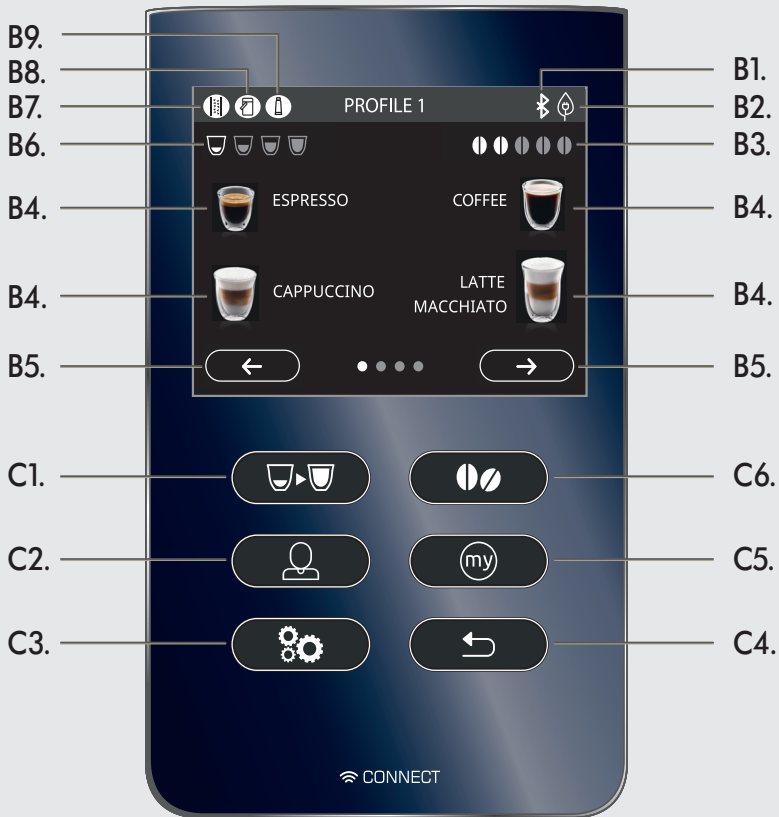 B9.
B8.
B7.
B6.
B4.
B4.
B5.
C1.
C2.
C3.
PROFILE 1
ESPRESSO
COFFEE
CAPPUCCINO
LATTE
MACCHIATO
my
CONNECT
B1.
B2.
B3.
B4.
B4.
B5.
C6.
C5.
C4.